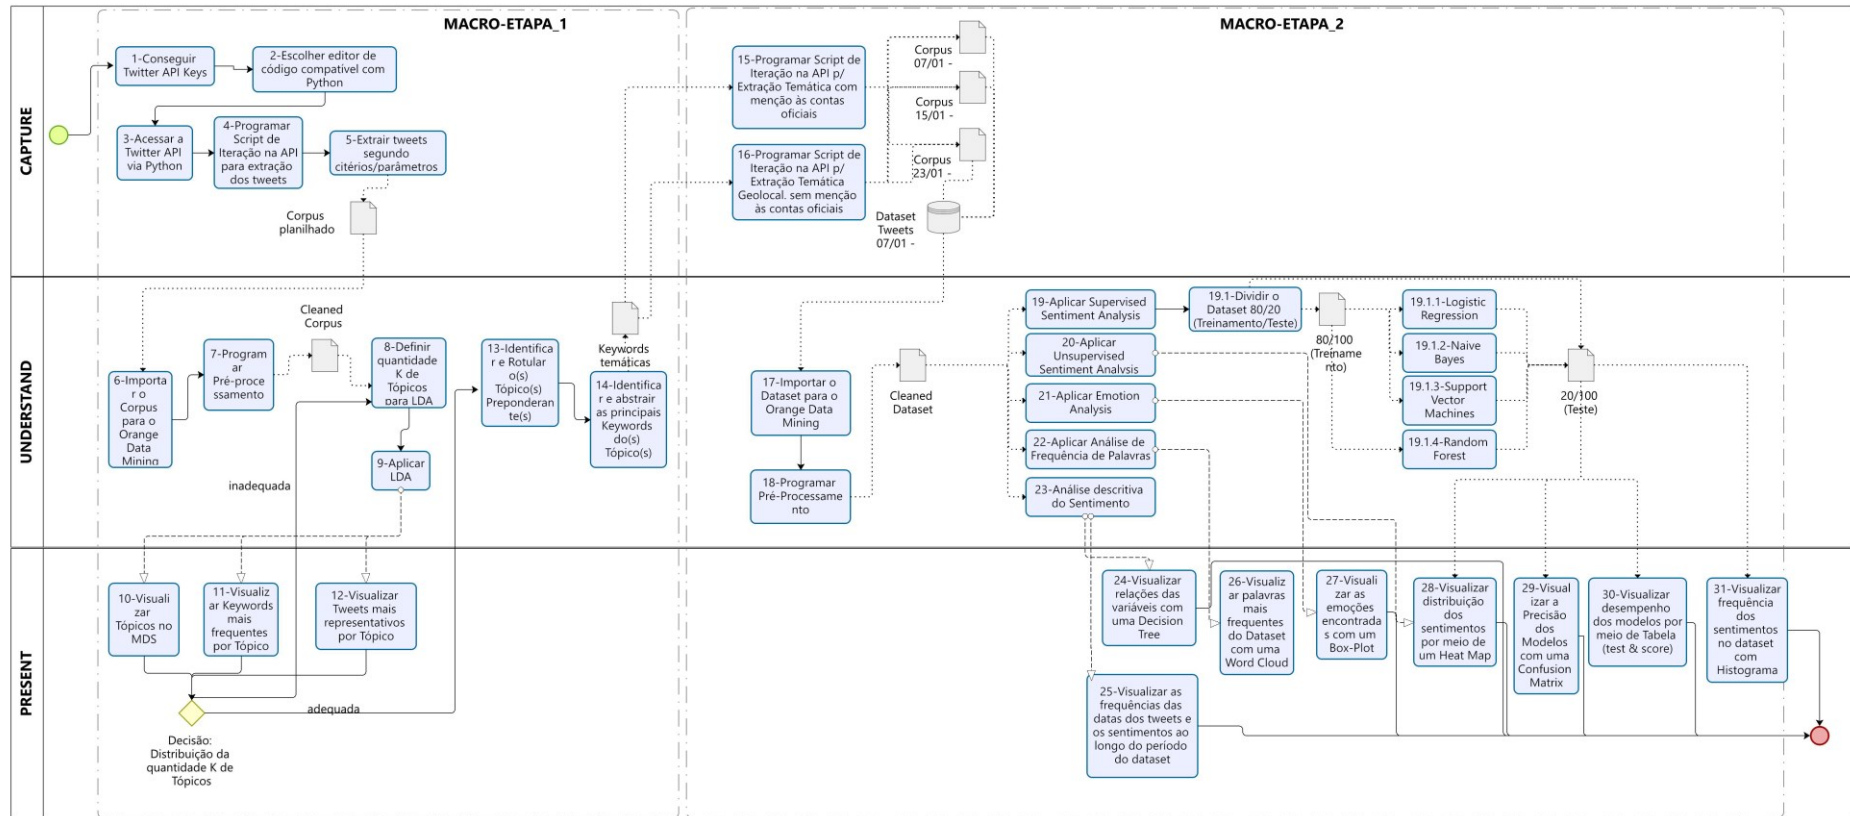 MACRO-ETAPA_1
MACRO-ETAPA_2
CAPTURE
1-Conseguir
Twitter API Keys
2-Escolher editor de
código compatível com
Python
3-Acessar a
Twitter API
via Python
4-Programar
Script de
Iteração na API
para extração
dos tweets
5-Extrair tweets
segundo
citérios/parâmetros
Corpus
planilhado
15-Programar Script de
Iteração na API p/
Extração Temática com
menção às contas
oficiais
16-Programar Script de
Iteração na API p/
Extração Temática
Geolocal. sem menção
às contas oficiais
Corpus
07/01 -
Corpus
15/01 -
Corpus
23/01 -
Dataset
Tweets
07/01 -
UNDERSTAND
6-Importa
r o
Corpus
para o
Orange
Data
Mining
7-Program
ar
Pré-proce
ssamento
Cleaned
Corpus
8-Definir
quantidade
K de
Tópicos
para LDA
9-Aplicar
LDA
inadequada
13-Identifica
r e Rotular
o(s)
Tópico(s)
Preponderan
te(s)
Keywords
temáticas
14-Identifica
r e abstrair
as principais
Keywords
do(s)
Tópico(s)
17-Importar o
Dataset para o
Orange Data
Mining
18-Programar
Pré-Processame
nto
Cleaned
Dataset
19-Aplicar Supervised
Sentiment Analysis
20-Aplicar
Unsupervised
Sentiment Analysis
21-Aplicar Emotion
Analysis
22-Aplicar Análise de
Frequência de Palavras
23-Análise descritiva
do Sentimento
19.1-Dividir o
Dataset 80/20
(Treinamento/Teste)
80/100
(Treiname
nto)
19.1.1-Logistic
Regression
19.1.2-Naive
Bayes
19.1.3-Support
Vector
Machines
19.1.4-Random
Forest
20/100
(Teste)
PRESENT
10-Visuali
zar
Tópicos no
MDS
11-Visualiz
ar Keywords
mais
frequentes
por Tópico
12-Visualizar
Tweets mais
representativos
por Tópico
adequada
Decisão:
Distribuição da
quantidade K de
Tópicos
24-Visualizar
relações das
variáveis com
uma Decision
Tree
25-Visualizar as
frequências das
datas dos tweets e
os sentimentos ao
longo do período
do dataset
26-Visualiz
ar palavras
mais
frequentes
do Dataset
com uma
Word Cloud
27-Visuali
zar as
emoções
encontrada
s com um
Box-Plot
28-Visualizar
distribuição
dos
sentimentos
por meio de
um Heat Map
29-Visual
izar a
Precisão
dos
Modelos
com uma
Confusion
Matrix
30-Visualizar
desempenho
dos modelos por
meio de Tabela
(test & score)
31-Visualizar
frequência
dos
sentimentos
no dataset
com
Histograma